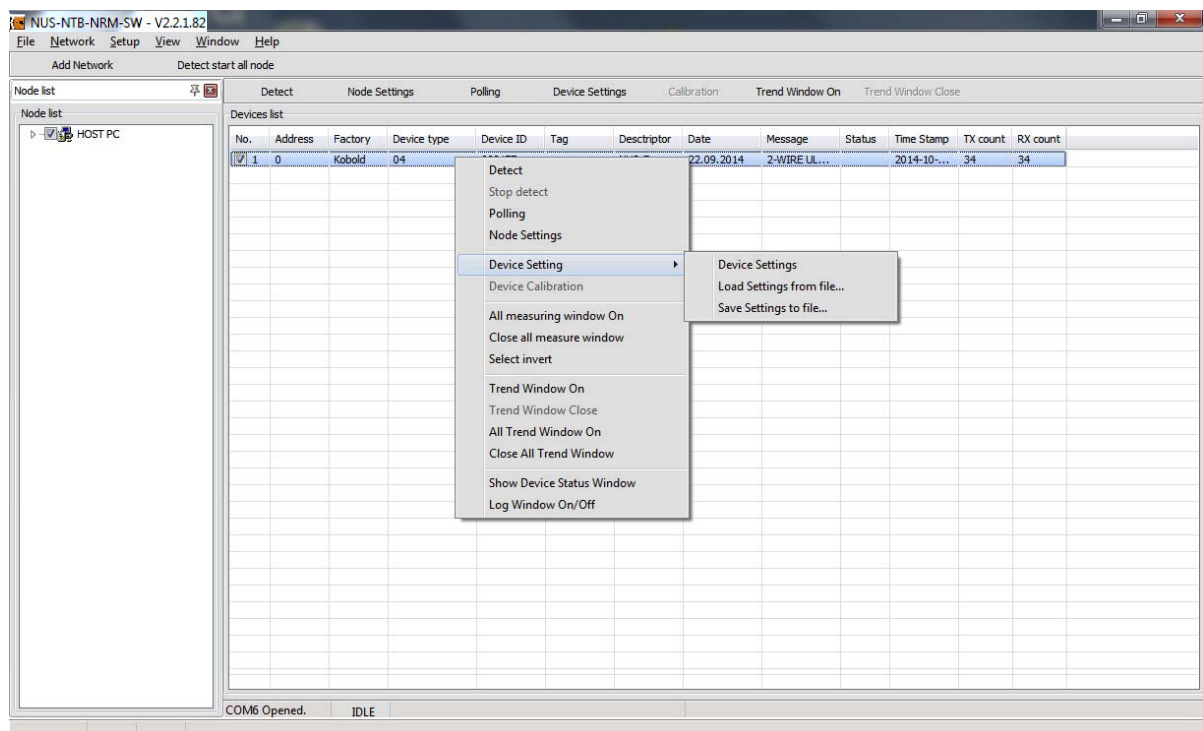 NUS-NTB-NRM-SW - V2.2.1.82
File Network Setup View Window Help
Add Network Detect start all node
Node list
Detect Node Settings Polling Device Settings Calibration Trend Window On Trend Window Close
Node list
HOST PC
Devices list
No. Address Factory Device type Device ID Tag Desctriptor Date Message Status Time Stamp TX count RX count
1 0 Kobold 04 22.09.2014 2-WIRE UL... 2014-10-... 34 34
Detect
Stop detect
Polling
Node Settings
Device Setting
Device Calibration
All measuring window On
Close all measure window
Select invert
Trend Window On
Trend Window Close
All Trend Window On
Close All Trend Window
Show Device Status Window
Log Window On/Off
Device Settings
Load Settings from file...
Save Settings to file...
COM6 Opened. IDLE